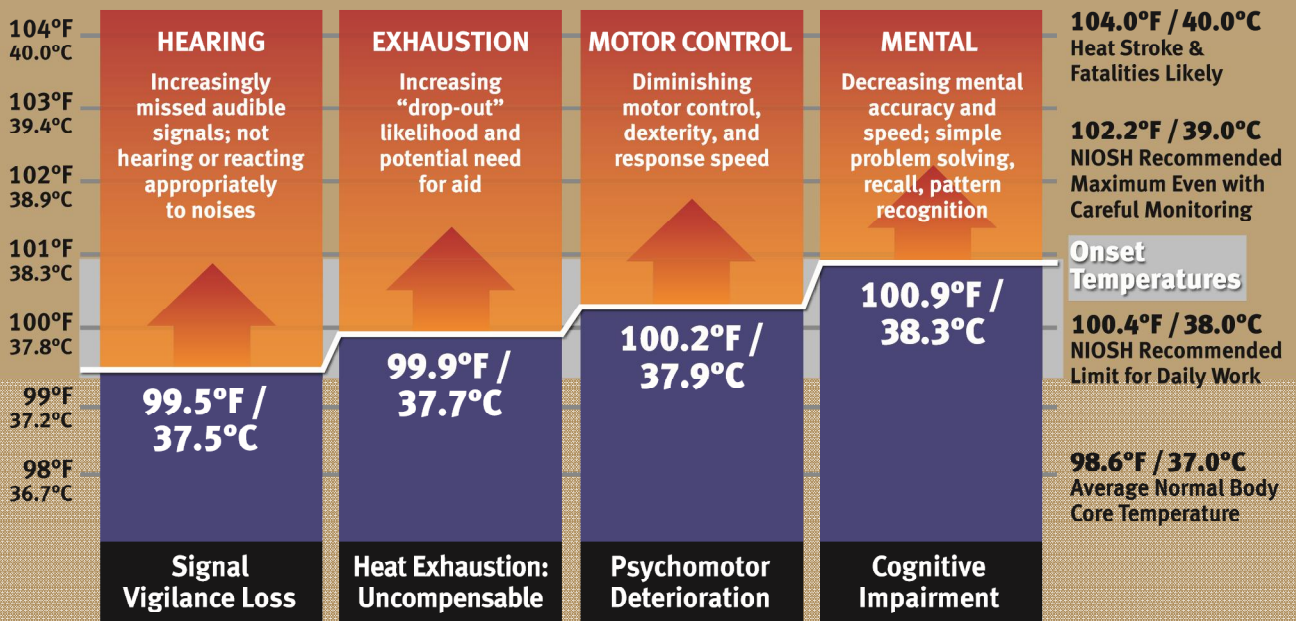 104°F
40.0°C
103°F
39.4°C
102°F
38.9°C
101°F
38.3°C
100°F
37.8°C
99°F
37.2°C
98°F
36.7°C
HEARING
Increasingly
missed audible
signals; not
hearing or reacting
appropriately
to noises
99.5°F /
37.5°C
Signal
Vigilance Loss
EXHAUSTION
Increasing
“drop-out”
likelihood and
potential need
for aid
99.9°F /
37.7°C
Heat Exhaustion:
Uncompensable
MOTOR CONTROL
Diminishing
motor control,
dexterity, and
response speed
100.2°F /
37.9°C
Psychomotor
Deterioration
MENTAL
Decreasing mental
accuracy and
speed; simple
problem solving,
recall, pattern
recognition
100.9°F /
38.3°C
Cognitive
Impairment
104.0°F / 40.0°C
Heat Stroke &
Fatalities Likely
102.2°F / 39.0°C
NIOSH Recommended
Maximum Even with
Careful Monitoring
Onset
Temperatures
100.4°F / 38.0°C
NIOSH Recommended
Limit for Daily Work
98.6°F / 37.0°C
Average Normal Body
Core Temperature